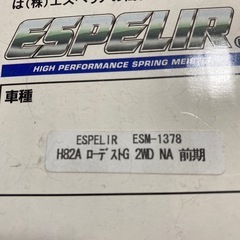 は(株)エスペリア
ESPELIR
HIGH PERFORMANCE SPRING MEI
車種
ESPELIR ESM-1378
H82A ローデストG 2WD NA 前期